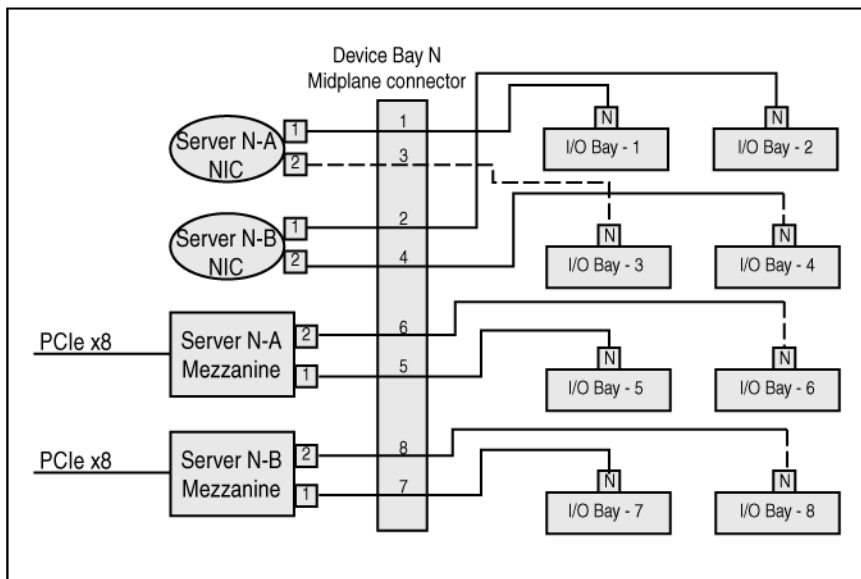 Device Bay N
Midplane connector
Server N-A
NIC
1
2
1
3
N
I/O Bay - 1
N
I/O Bay - 2
Server N-B
NIC
1
2
2
4
N
I/O Bay - 3
N
I/O Bay - 4
PCIe x8
Server N-A
Mezzanine
2
1
6
5
N
I/O Bay - 5
N
I/O Bay - 6
PCIe x8
Server N-B
Mezzanine
2
1
8
7
N
I/O Bay - 7
N
I/O Bay - 8